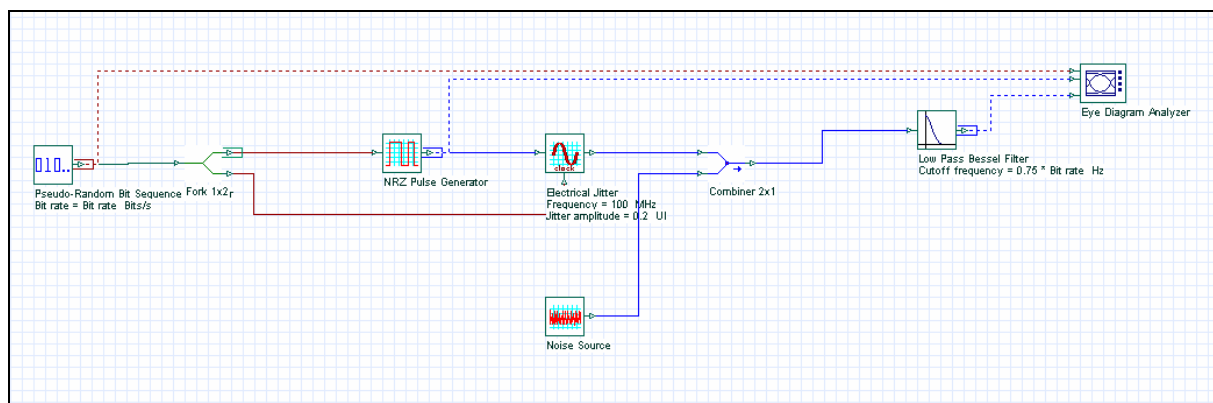 Eye Diagram Analyzer
010..
Pseudo-Random Bit Sequence
Bit rate = Bit rate Bits/s
Fork 1x2
NRZ Pulse Generator
clock
Electrical Jitter
Frequency = 100 MHz
Jitter amplitude = 0.2 UI
Combiner 2x1
Low Pass Bessel Filter
Cutoff frequency = 0.75 * Bit rate Hz
Noise Source